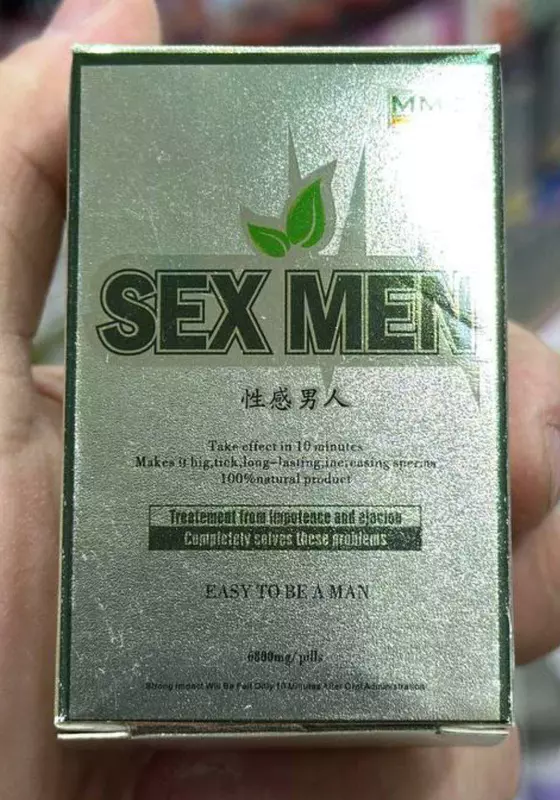 MM
SEX MEN
性感男人
Take effect in 10 minutes
Makes it big,tick,long-lasting,increasing sperms
100%natural product
Treatement from impotence and ejacion
Completely solves these problems
EASY TO BE A MAN
6800mg/pills
Strong Impact Will Be Felt Only 10 Minutes After Oral Administration